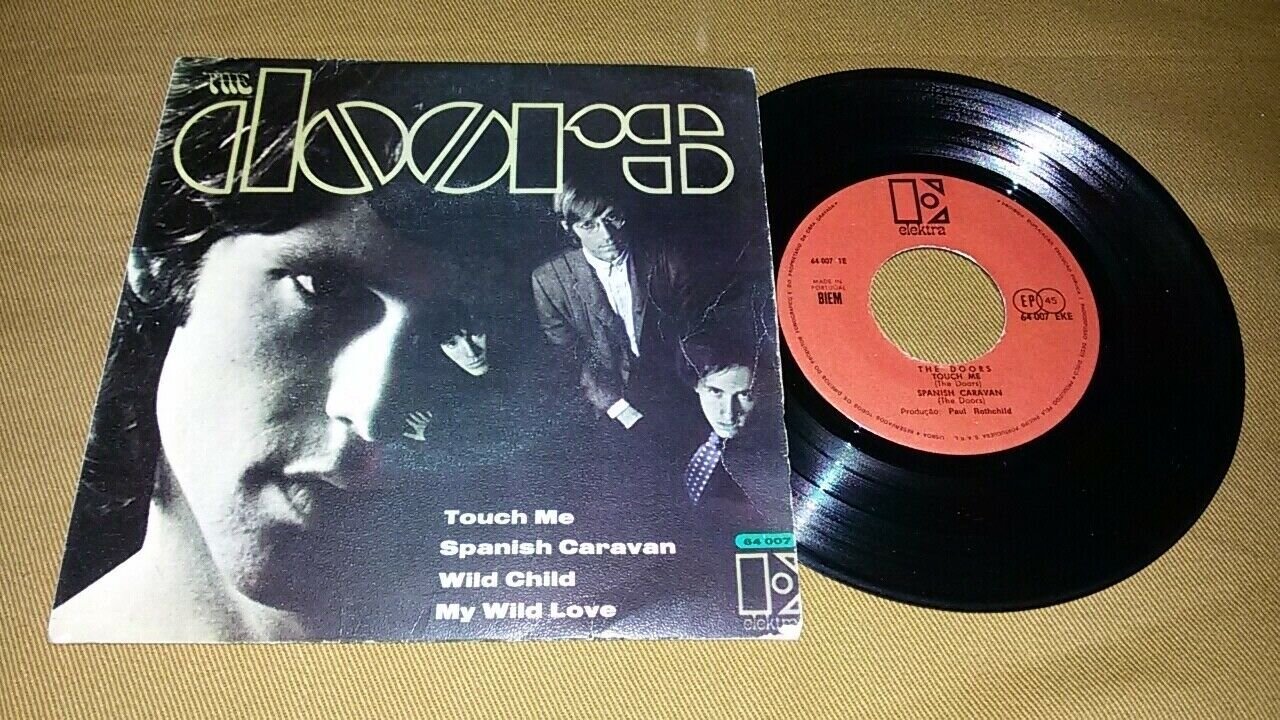 THE
doors
Touch Me
Spanish Caravan
Wild Child
My Wild Love
64 007
elektra
elektra
64 007 1E
MADE IN
PORTUGAL
BIEM
EP 45
64 007 EKE
THE DOORS
TOUCH ME
(The Doors)
SPANISH CARAVAN
(The Doors)
Produção: Paul Rothchild